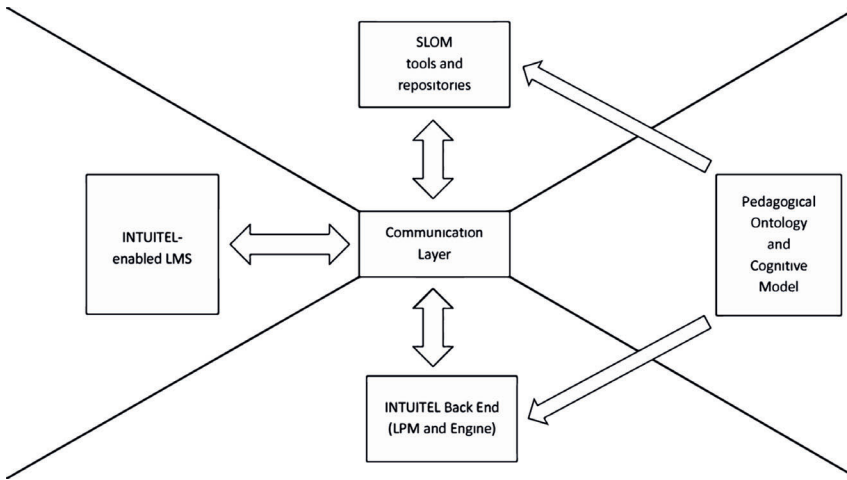 SLOM
tools and
repositories
INTUITEL-
enabled LMS
Communication
Layer
Pedagogical
Ontology
and
Cognitive
Model
INTUITEL Back End
(LPM and Engine)